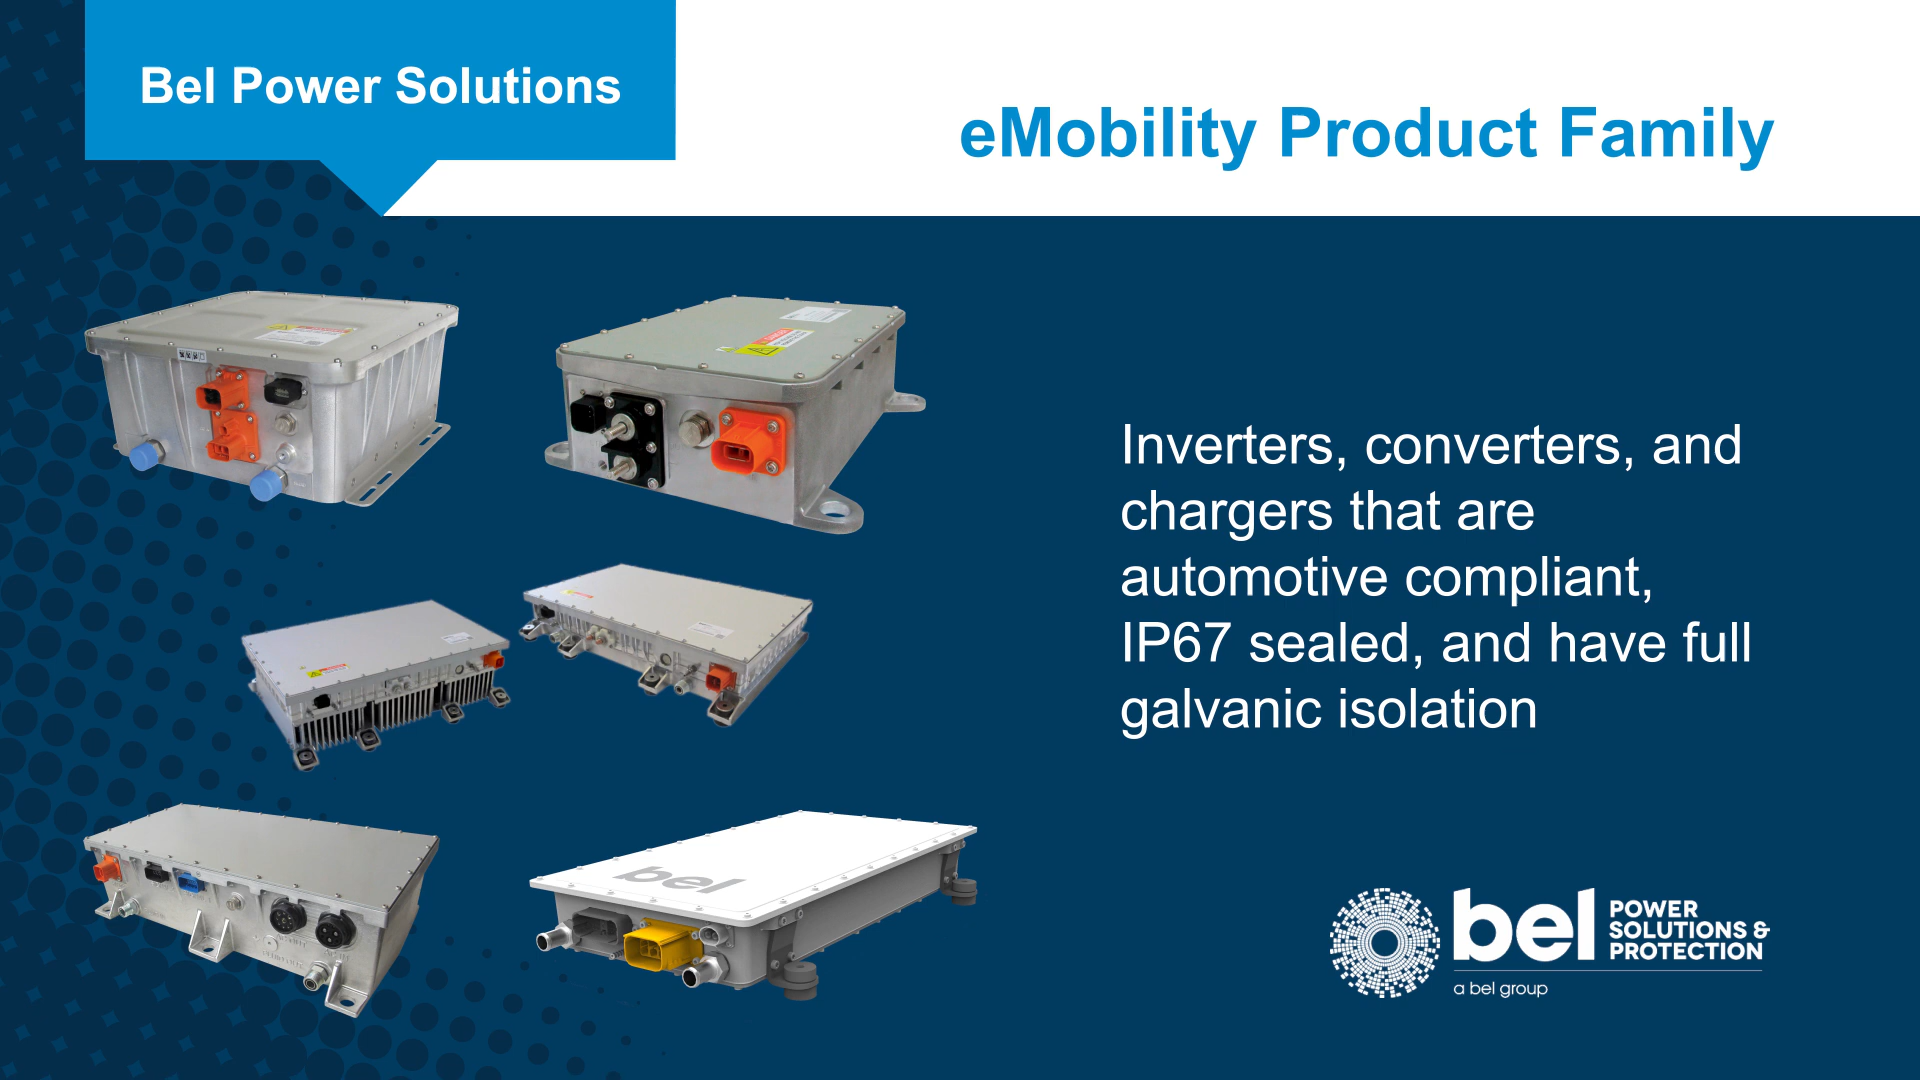 Bel Power Solutions
eMobility Product Family
Inverters, converters, and
chargers that are
automotive compliant,
IP67 sealed, and have full
galvanic isolation
bel
bel
POWER
SOLUTIONS &
PROTECTION
a bel group